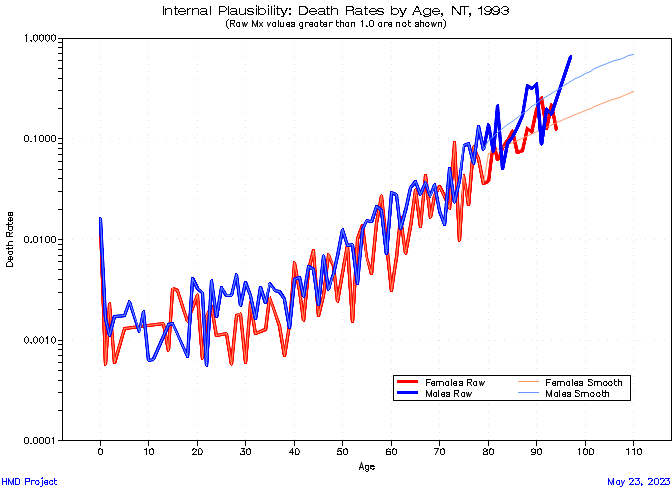 Internal Plausibility: Death Rates by Age, NT, 1993
(Raw Mx values greater than 1.0 are not shown)
1.0000
0.1000
0.0100
0.0010
0.0001
Death Rates
Females Raw
Females Smooth
Males Raw
Males Smooth
0 10 20 30 40 50 60 70 80 90 100 110
Age
HMD Project
May 23, 2023